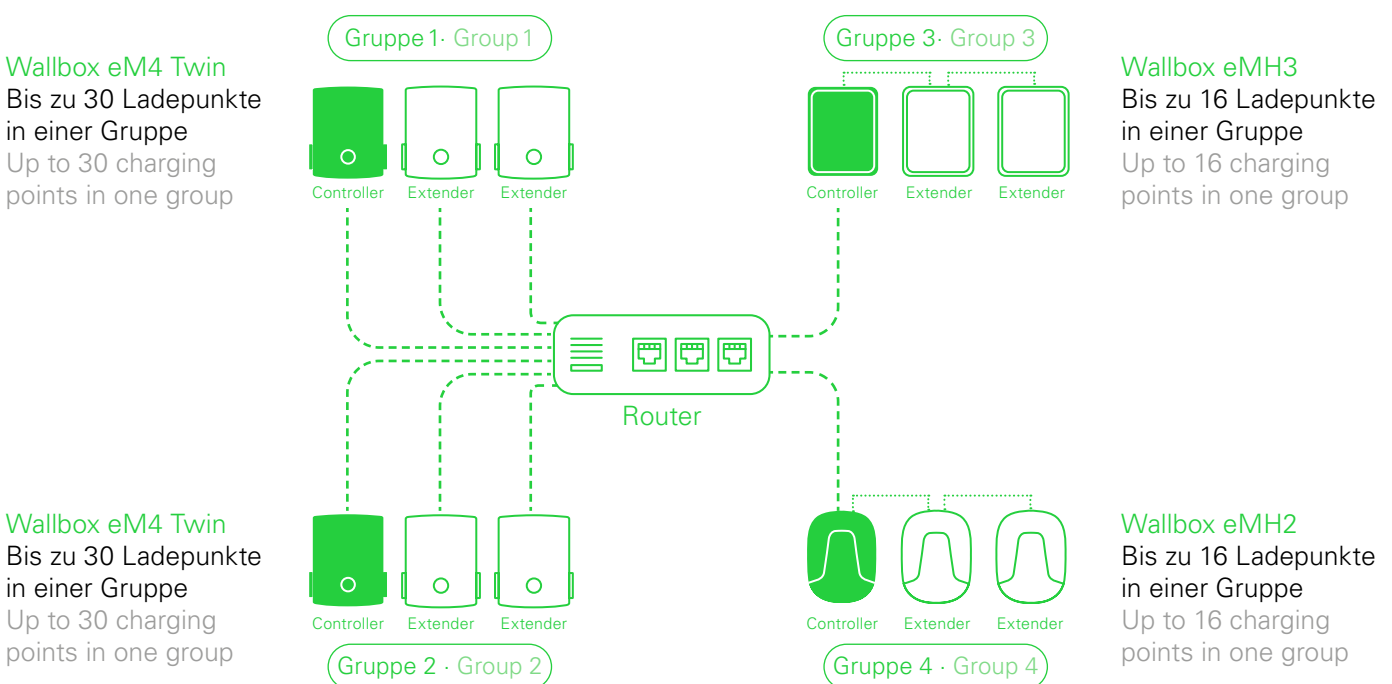 Gruppe 1 · Group 1
Wallbox eM4 Twin
Bis zu 30 Ladepunkte
in einer Gruppe
Up to 30 charging
points in one group
Controller Extender Extender
Gruppe 3 · Group 3
Wallbox eMH3
Bis zu 16 Ladepunkte
in einer Gruppe
Up to 16 charging
points in one group
Controller Extender Extender
Router
Wallbox eM4 Twin
Bis zu 30 Ladepunkte
in einer Gruppe
Up to 30 charging
points in one group
Controller Extender Extender
Gruppe 2 · Group 2
Wallbox eMH2
Bis zu 16 Ladepunkte
in einer Gruppe
Up to 16 charging
points in one group
Controller Extender Extender
Gruppe 4 · Group 4